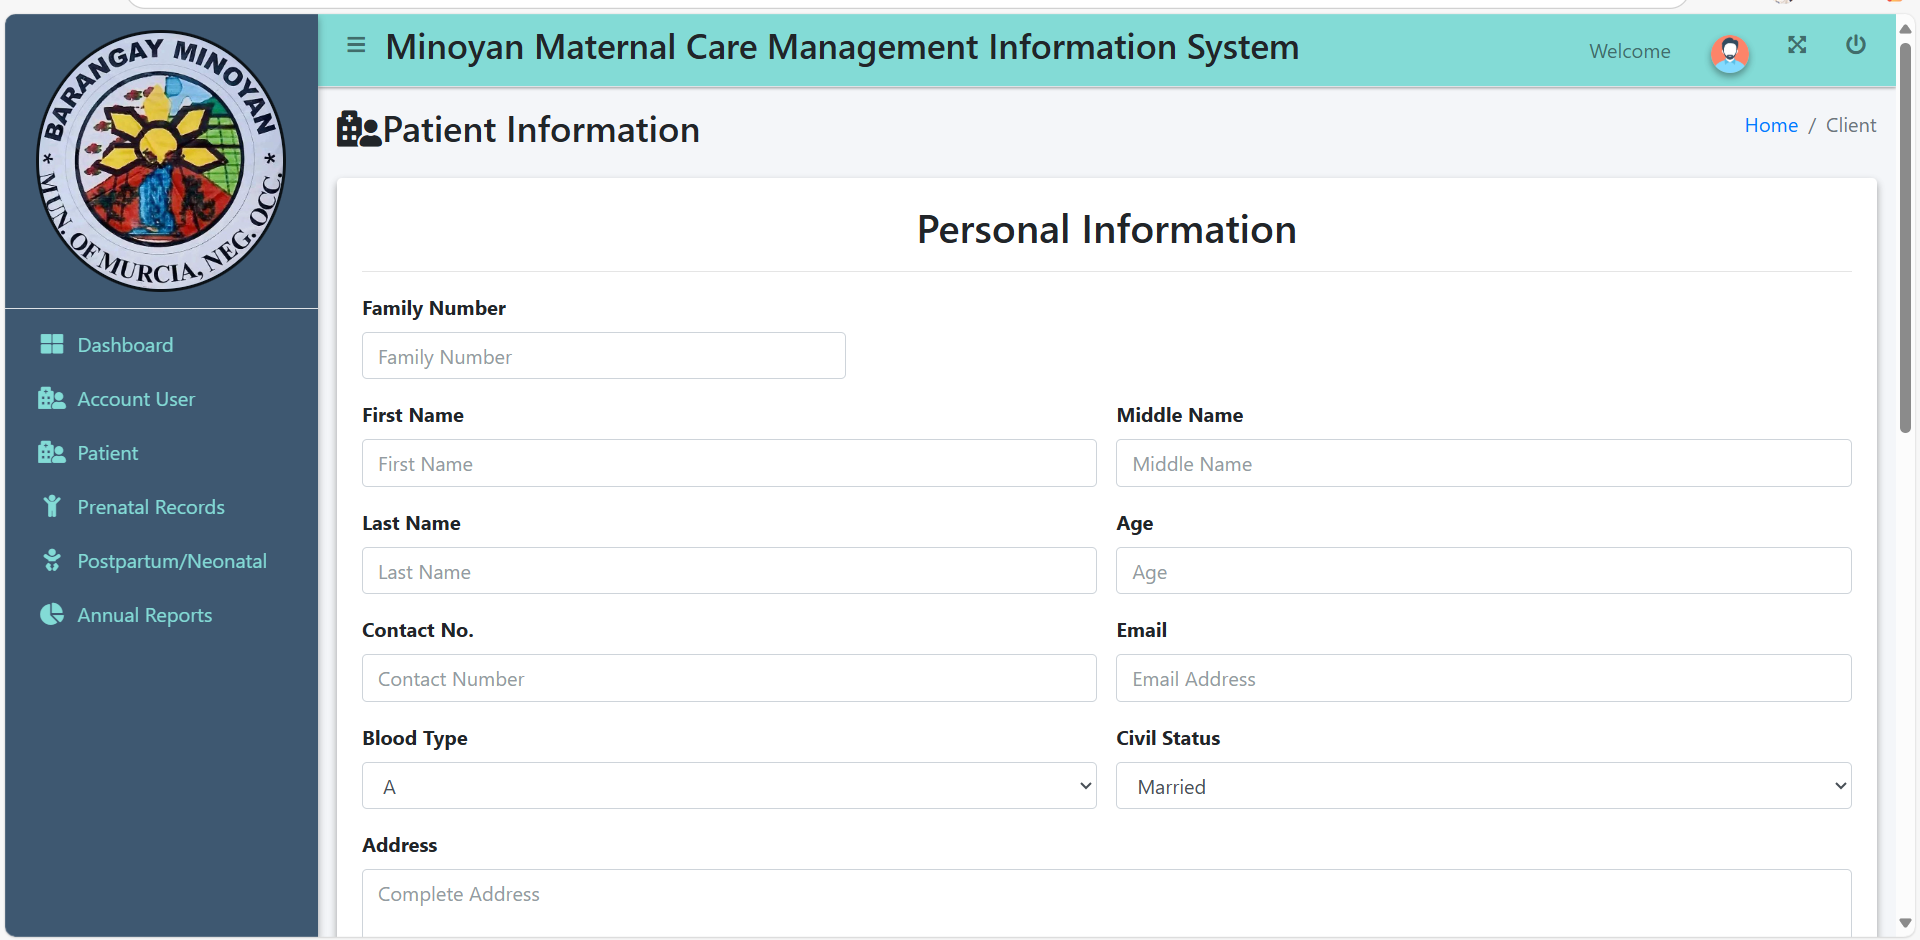 BARANGAY MINOYAN
* MUN. OF MURCIA, NEG. OCC. *
Dashboard
Account User
Patient
Prenatal Records
Postpartum/Neonatal
Annual Reports
Minoyan Maternal Care Management Information System
Welcome
Patient Information
Home / Client
Personal Information
Family Number
Family Number
First Name
Middle Name
First Name
Middle Name
Last Name
Age
Last Name
Age
Contact No.
Email
Contact Number
Email Address
Blood Type
Civil Status
A
Married
Address
Complete Address